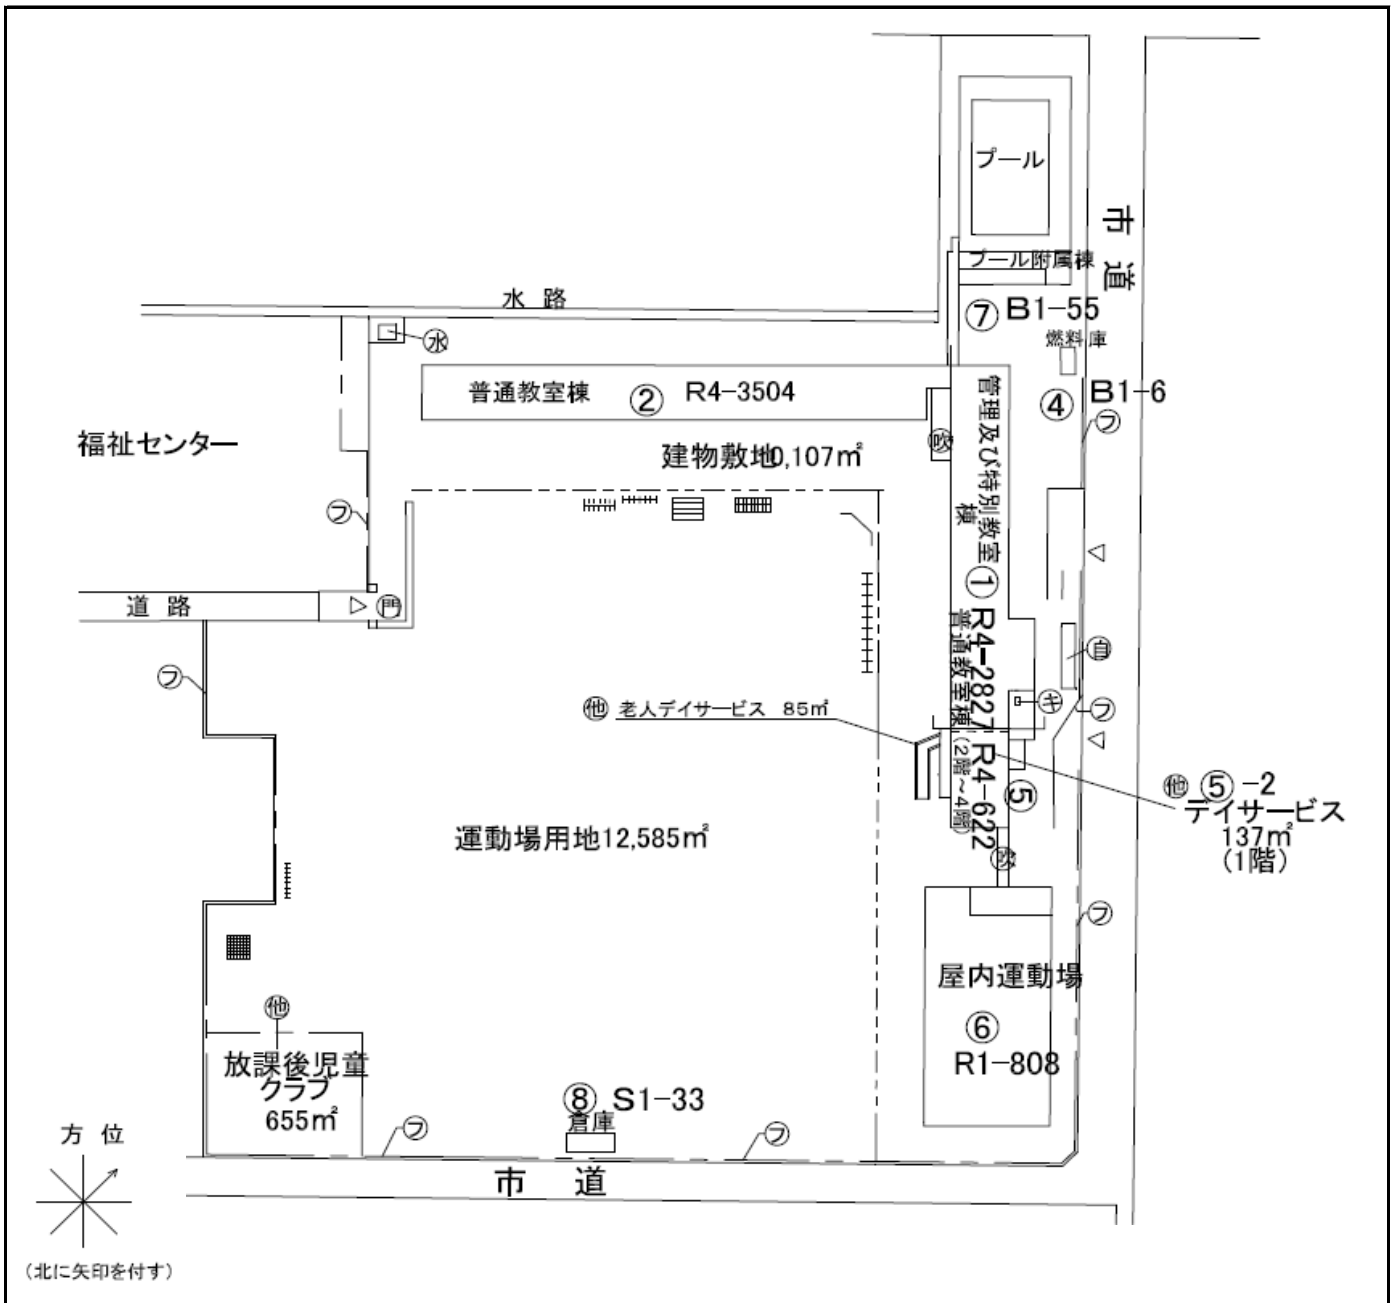 プール
市道
プール附属棟
水路
⑦ B1-55
㊌
燃料庫
普通教室棟 ② R4-3504
管理及び特別教室棟
④ B1-6
フ
福祉センター
建物敷地 0,107㎡
フ
①
R4-2827
道路
門
普通教室棟
(2階～4階)
自
フ
キ
フ
他 老人デイサービス 85㎡
R4-622
⑤
他 ⑤-2
デイサービス
137㎡
(1階)
運動場用地12,585㎡
フ
屋内運動場
⑥
R1-808
他
放課後児童
クラブ
655㎡
⑧ S1-33
倉庫
フ
フ
方位
市道
(北に矢印を付す)